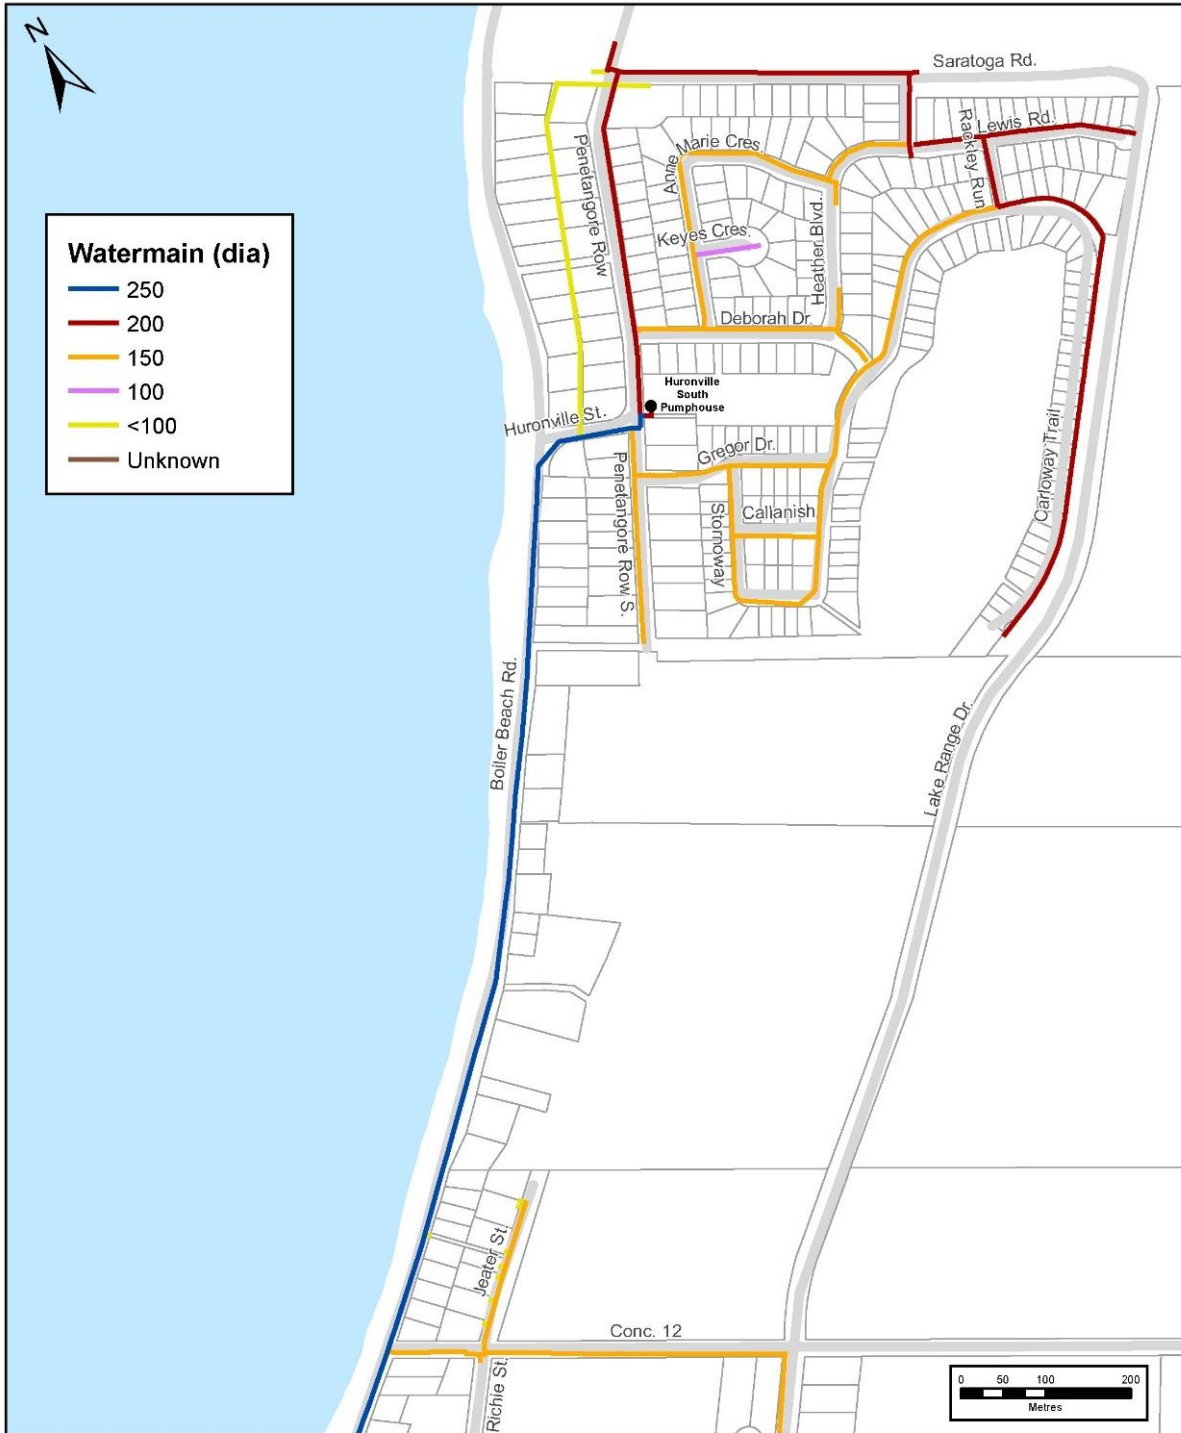 N
Saratoga Rd.
Lewis Rd.
Rackley Run
Anne Marie Cres.
Penetangore Row
Keyes Cres.
Heather Blvd.
Deborah Dr.
Watermain (dia)
250
200
150
100
<100
Unknown
Huronville
South
Pumphouse
Huronville St.
Gregor Dr.
Carloway Trail
Penetangore Row S.
Stornoway
Callanish
Boiler Beach Rd.
Lake Range Dr.
Jeater St.
Conc. 12
Richie St.
0 50 100 200
Metres